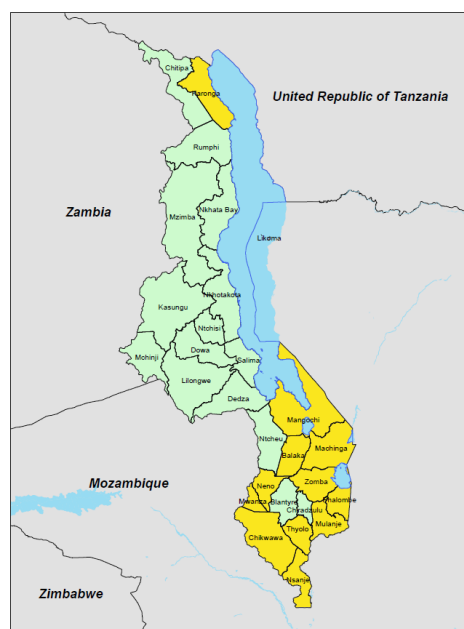 Chitipa
Karonga
United Republic of Tanzania
Rumphi
Zambia
Nkhata Bay
Mzimba
Likoma
Nkhotakota
Kasungu
Ntchisi
Dowa
Mchinji
Salima
Lilongwe
Dedza
Mangochi
Ntcheu
Machinga
Balaka
Mozambique
Neno
Zomba
Mwanza
Blantyre
Phalombe
Chiradzulu
Mulanje
Thyolo
Chikwawa
Nsanje
Zimbabwe